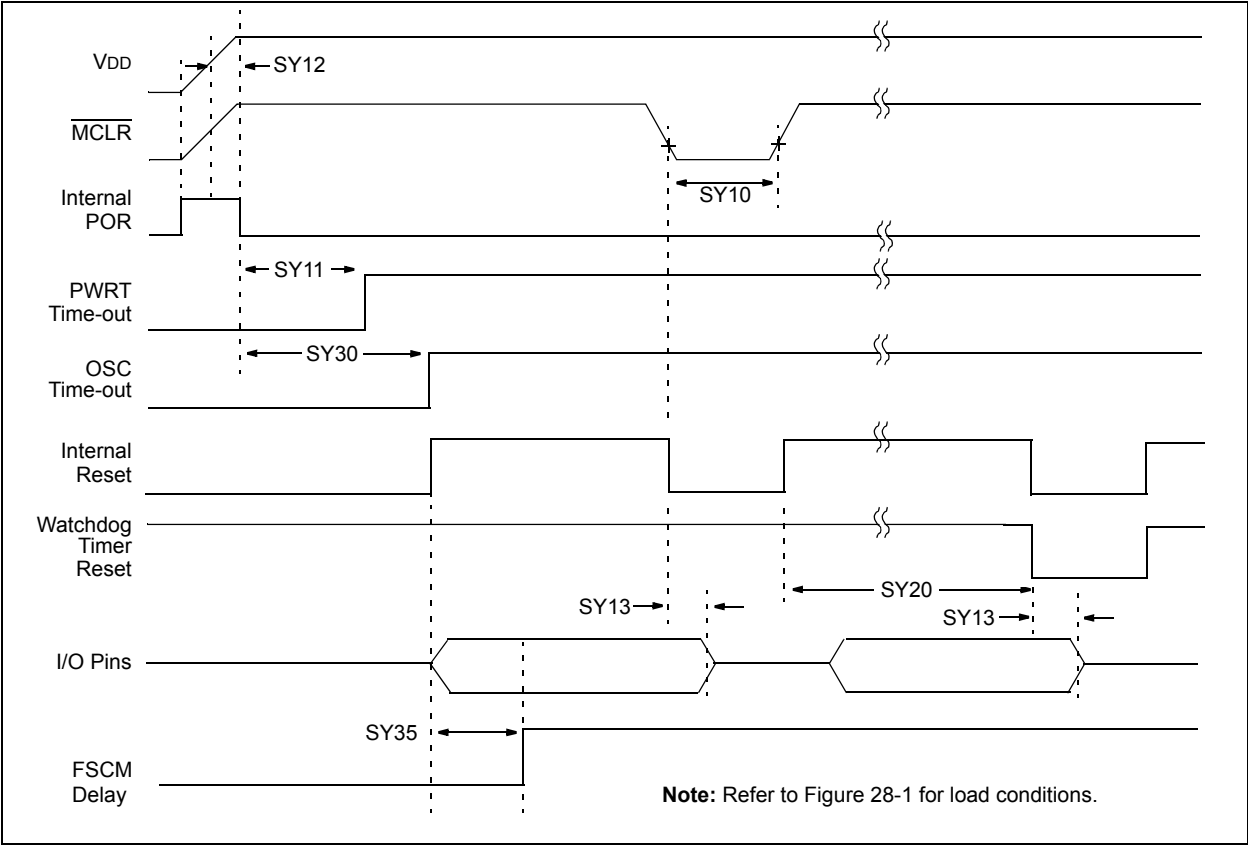 VDD
SY12
MCLR
SY10
Internal
POR
SY11
PWRT
Time-out
SY30
OSC
Time-out
Internal
Reset
Watchdog
Timer
Reset
SY20
SY13
SY13
I/O Pins
SY35
FSCM
Delay
Note: Refer to Figure 28-1 for load conditions.